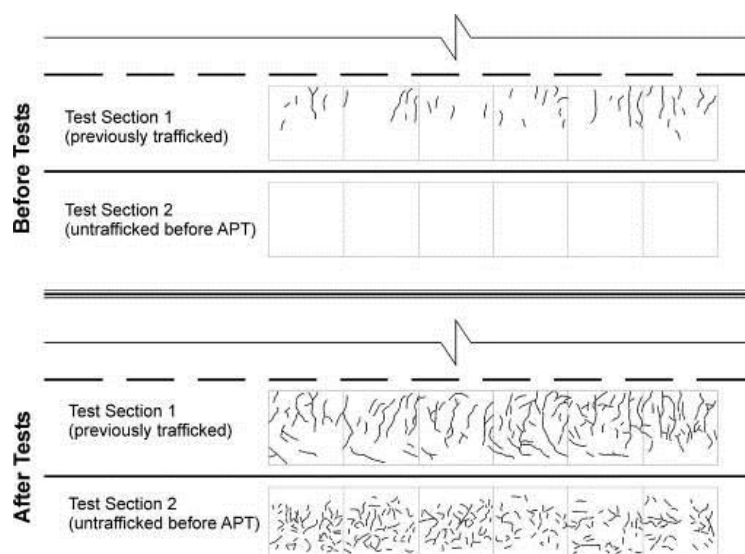 Before Tests
Test Section 1
(previously trafficked)
Test Section 2
(untrafficked before APT)
After Tests
Test Section 1
(previously trafficked)
Test Section 2
(untrafficked before APT)